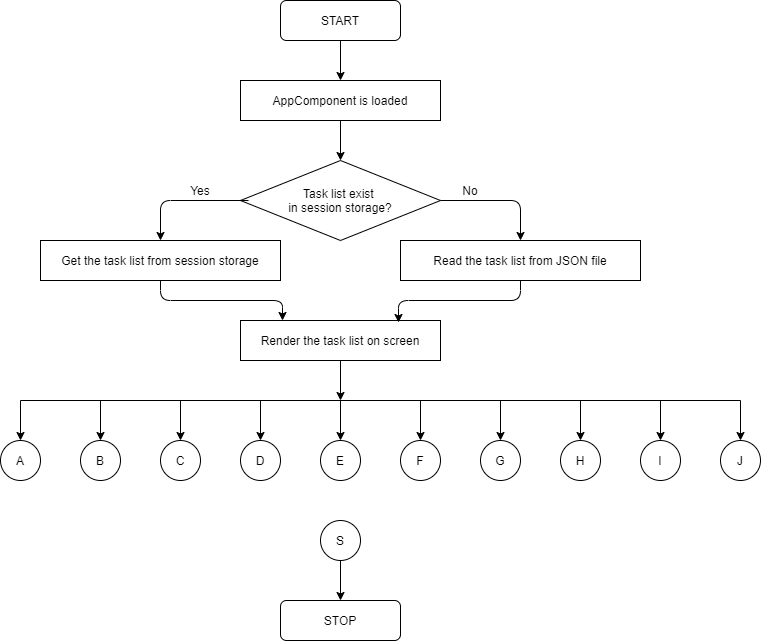 START
AppComponent is loaded
Task list exist
in session storage?
Yes
No
Get the task list from session storage
Read the task list from JSON file
Render the task list on screen
A
B
C
D
E
F
G
H
I
J
S
STOP